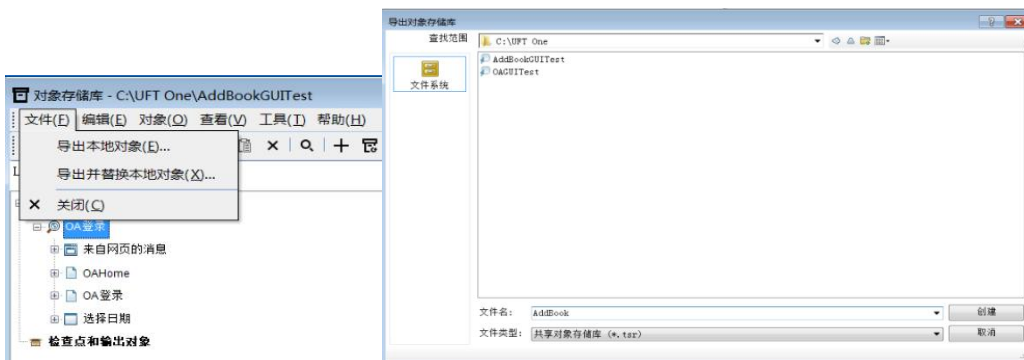 对象存储库 - C:\UFT One\AddBookGUITest
文件(F) 编辑(E) 对象(O) 查看(V) 工具(T) 帮助(H)
导出本地对象(E)...
导出并替换本地对象(X)...
关闭(C)
OA登录
来自网页的消息
OAHome
OA登录
选择日期
检查点和输出对象
导出对象存储库
查找范围 C:\UFT One
文件系统
AddBookGUITest
OAGUITest
文件名: AddBook 创建
文件类型: 共享对象存储库 (*.tsr) 取消